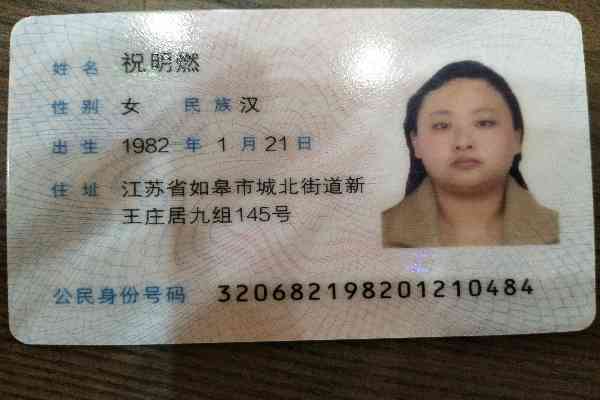 姓名 祝明燃
性别 女 民族 汉
出生 1982 年 1 月 21 日
住址 江苏省如皋市城北街道新
王庄居九组145号
公民身份号码 320682198201210484